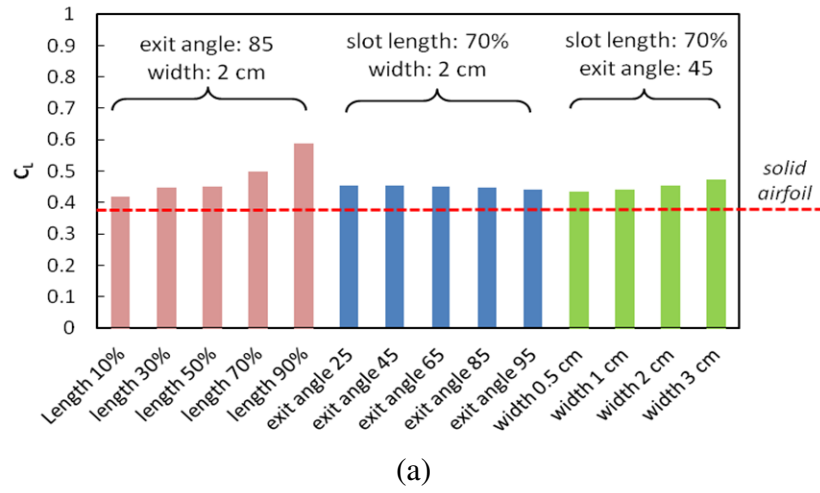 1
0.9
0.8
0.7
0.6
0.5
0.4
0.3
0.2
0.1
0
C_L
exit angle: 85
width: 2 cm
slot length: 70%
width: 2 cm
slot length: 70%
exit angle: 45
solid
airfoil
Length 10%
length 30%
length 50%
length 70%
length 90%
exit angle 25
exit angle 45
exit angle 65
exit angle 85
exit angle 95
width 0.5 cm
width 1 cm
width 2 cm
width 3 cm
(a)